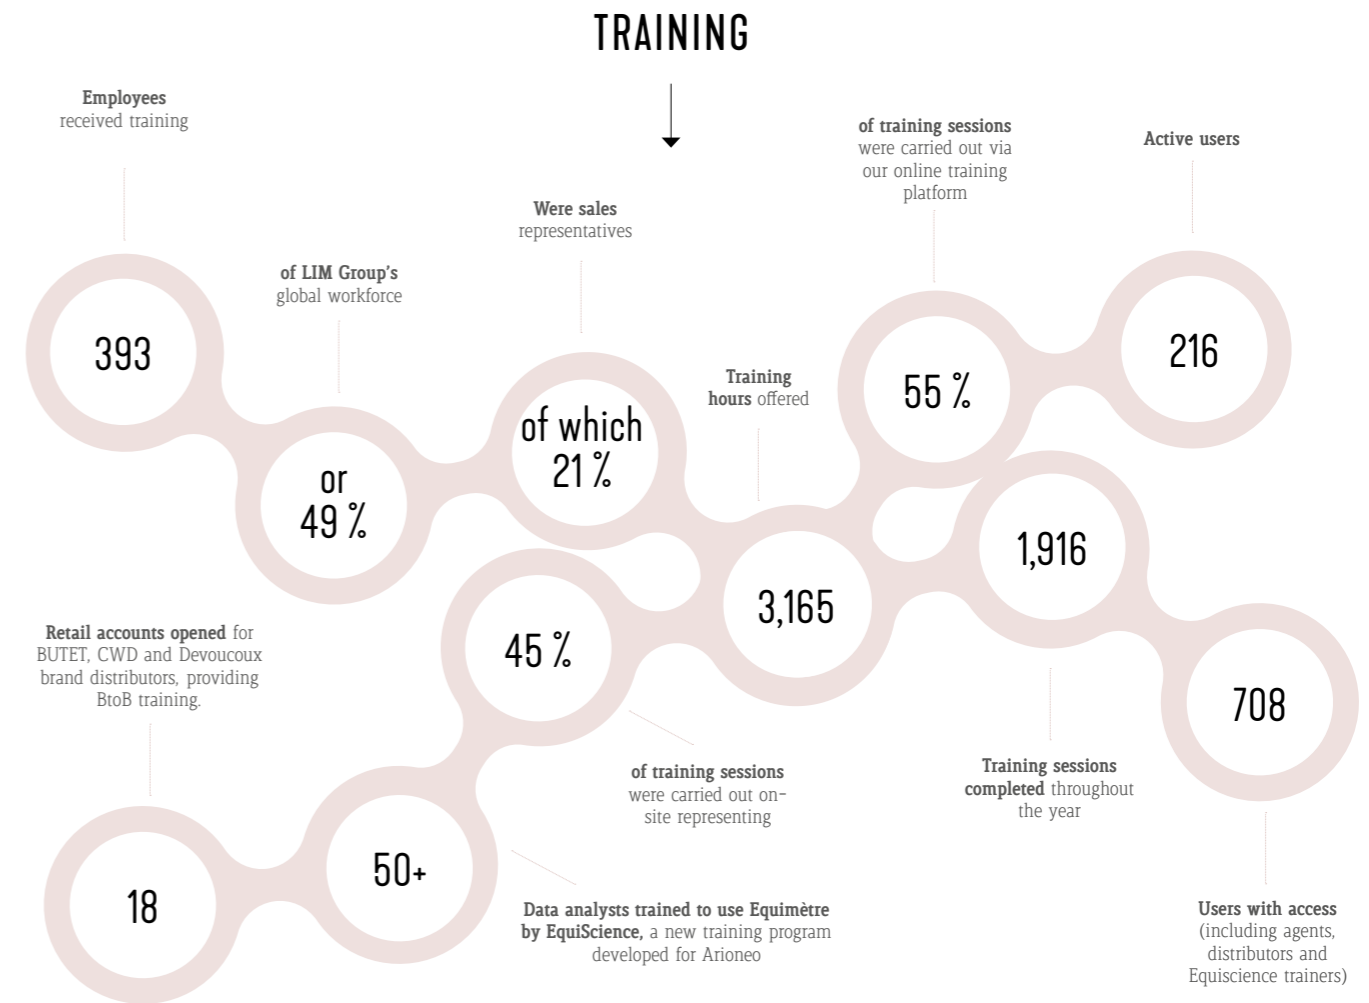 TRAINING
Employees
received training
393
of LIM Group's
global workforce
or
49 %
Were sales
representatives
of which
21 %
Training
hours offered
3,165
of training sessions
were carried out via
our online training
platform
55 %
Active users
216
1,916
Training sessions
completed throughout
the year
708
Users with access
(including agents,
distributors and
Equiscience trainers)
45 %
of training sessions
were carried out on-
site representing
50+
Data analysts trained to use Equimètre
by EquiScience, a new training program
developed for Arioneo
Retail accounts opened for
BUTET, CWD and Devoucoux
brand distributors, providing
BtoB training.
18